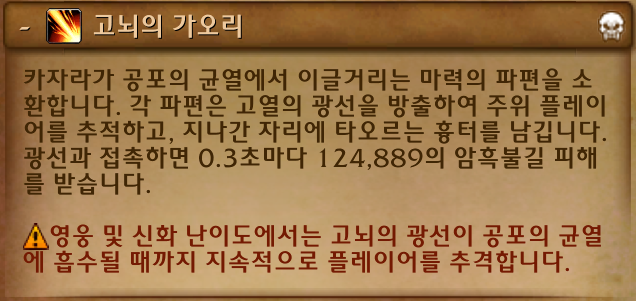 - 고뇌의 가오리
카자라가 공포의 균열에서 이글거리는 마력의 파편을 소
환합니다. 각 파편은 고열의 광선을 방출하여 주위 플레이
어를 추적하고, 지나간 자리에 타오르는 흉터를 남깁니다.
광선과 접촉하면 0.3초마다 124,889의 암흑불길 피해
를 받습니다.
영웅 및 신화 난이도에서는 고뇌의 광선이 공포의 균열
에 흡수될 때까지 지속적으로 플레이어를 추격합니다.